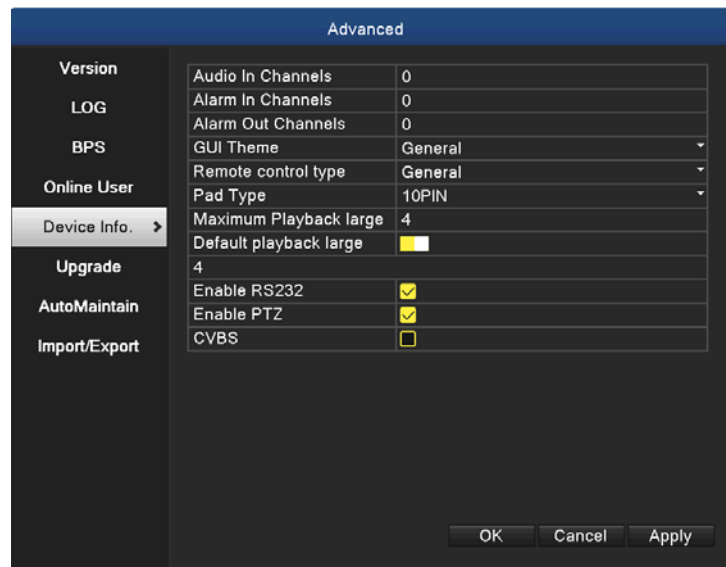 Advanced
Version
LOG
BPS
Online User
Device Info.
Upgrade
AutoMaintain
Import/Export
Audio In Channels 0
Alarm In Channels 0
Alarm Out Channels 0
GUI Theme General
Remote control type General
Pad Type 10PIN
Maximum Playback large 4
Default playback large
4
Enable RS232
Enable PTZ
CVBS
OK Cancel Apply